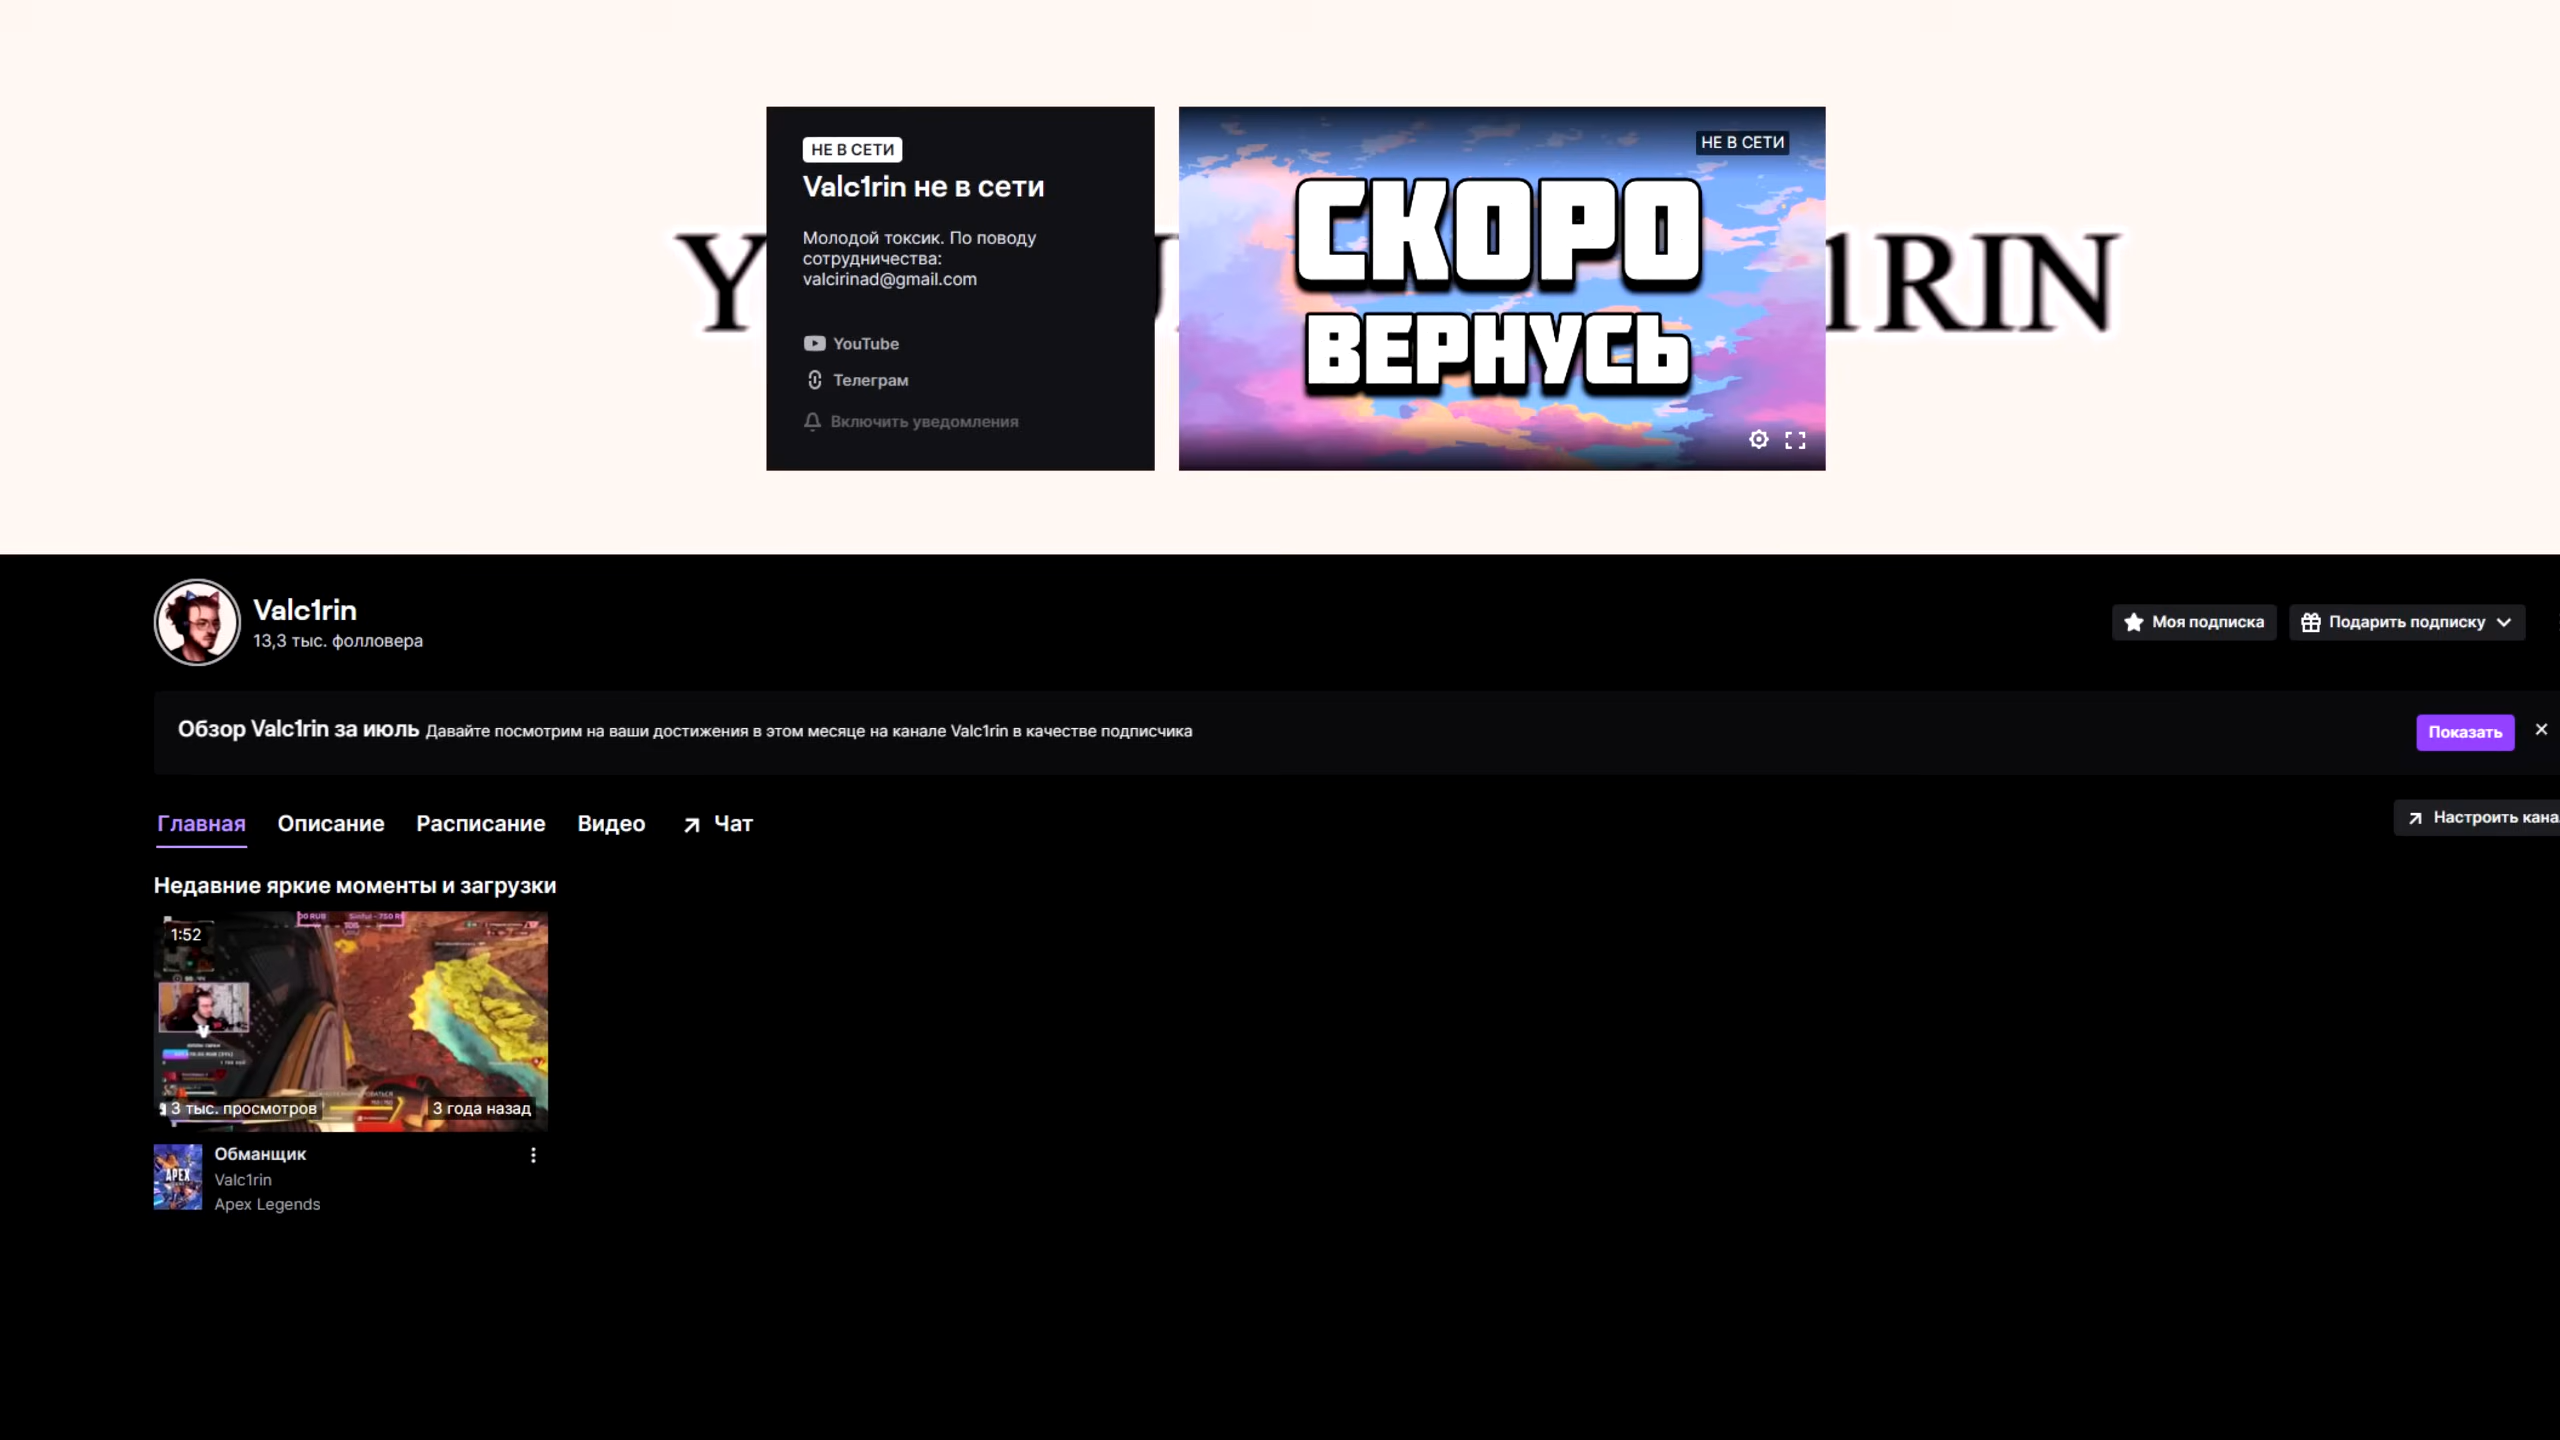 НЕ В СЕТИ
Valc1rin не в сети
Молодой токсик. По поводу
сотрудничества:
valcirinad@gmail.com
YouTube
Телеграм
Включить уведомления
НЕ В СЕТИ
СКОРО
ВЕРНУСЬ
1RIN
Valc1rin
13,3 тыс. фолловера
Моя подписка
Подарить подписку
Обзор Valc1rin за июль Давайте посмотрим на ваши достижения в этом месяце на канале Valc1rin в качестве подписчика
Показать
Главная
Описание
Расписание
Видео
Чат
Настроить кана
Недавние яркие моменты и загрузки
1:52
3 тыс. просмотров
3 года назад
APEX
Обманщик
Valc1rin
Apex Legends